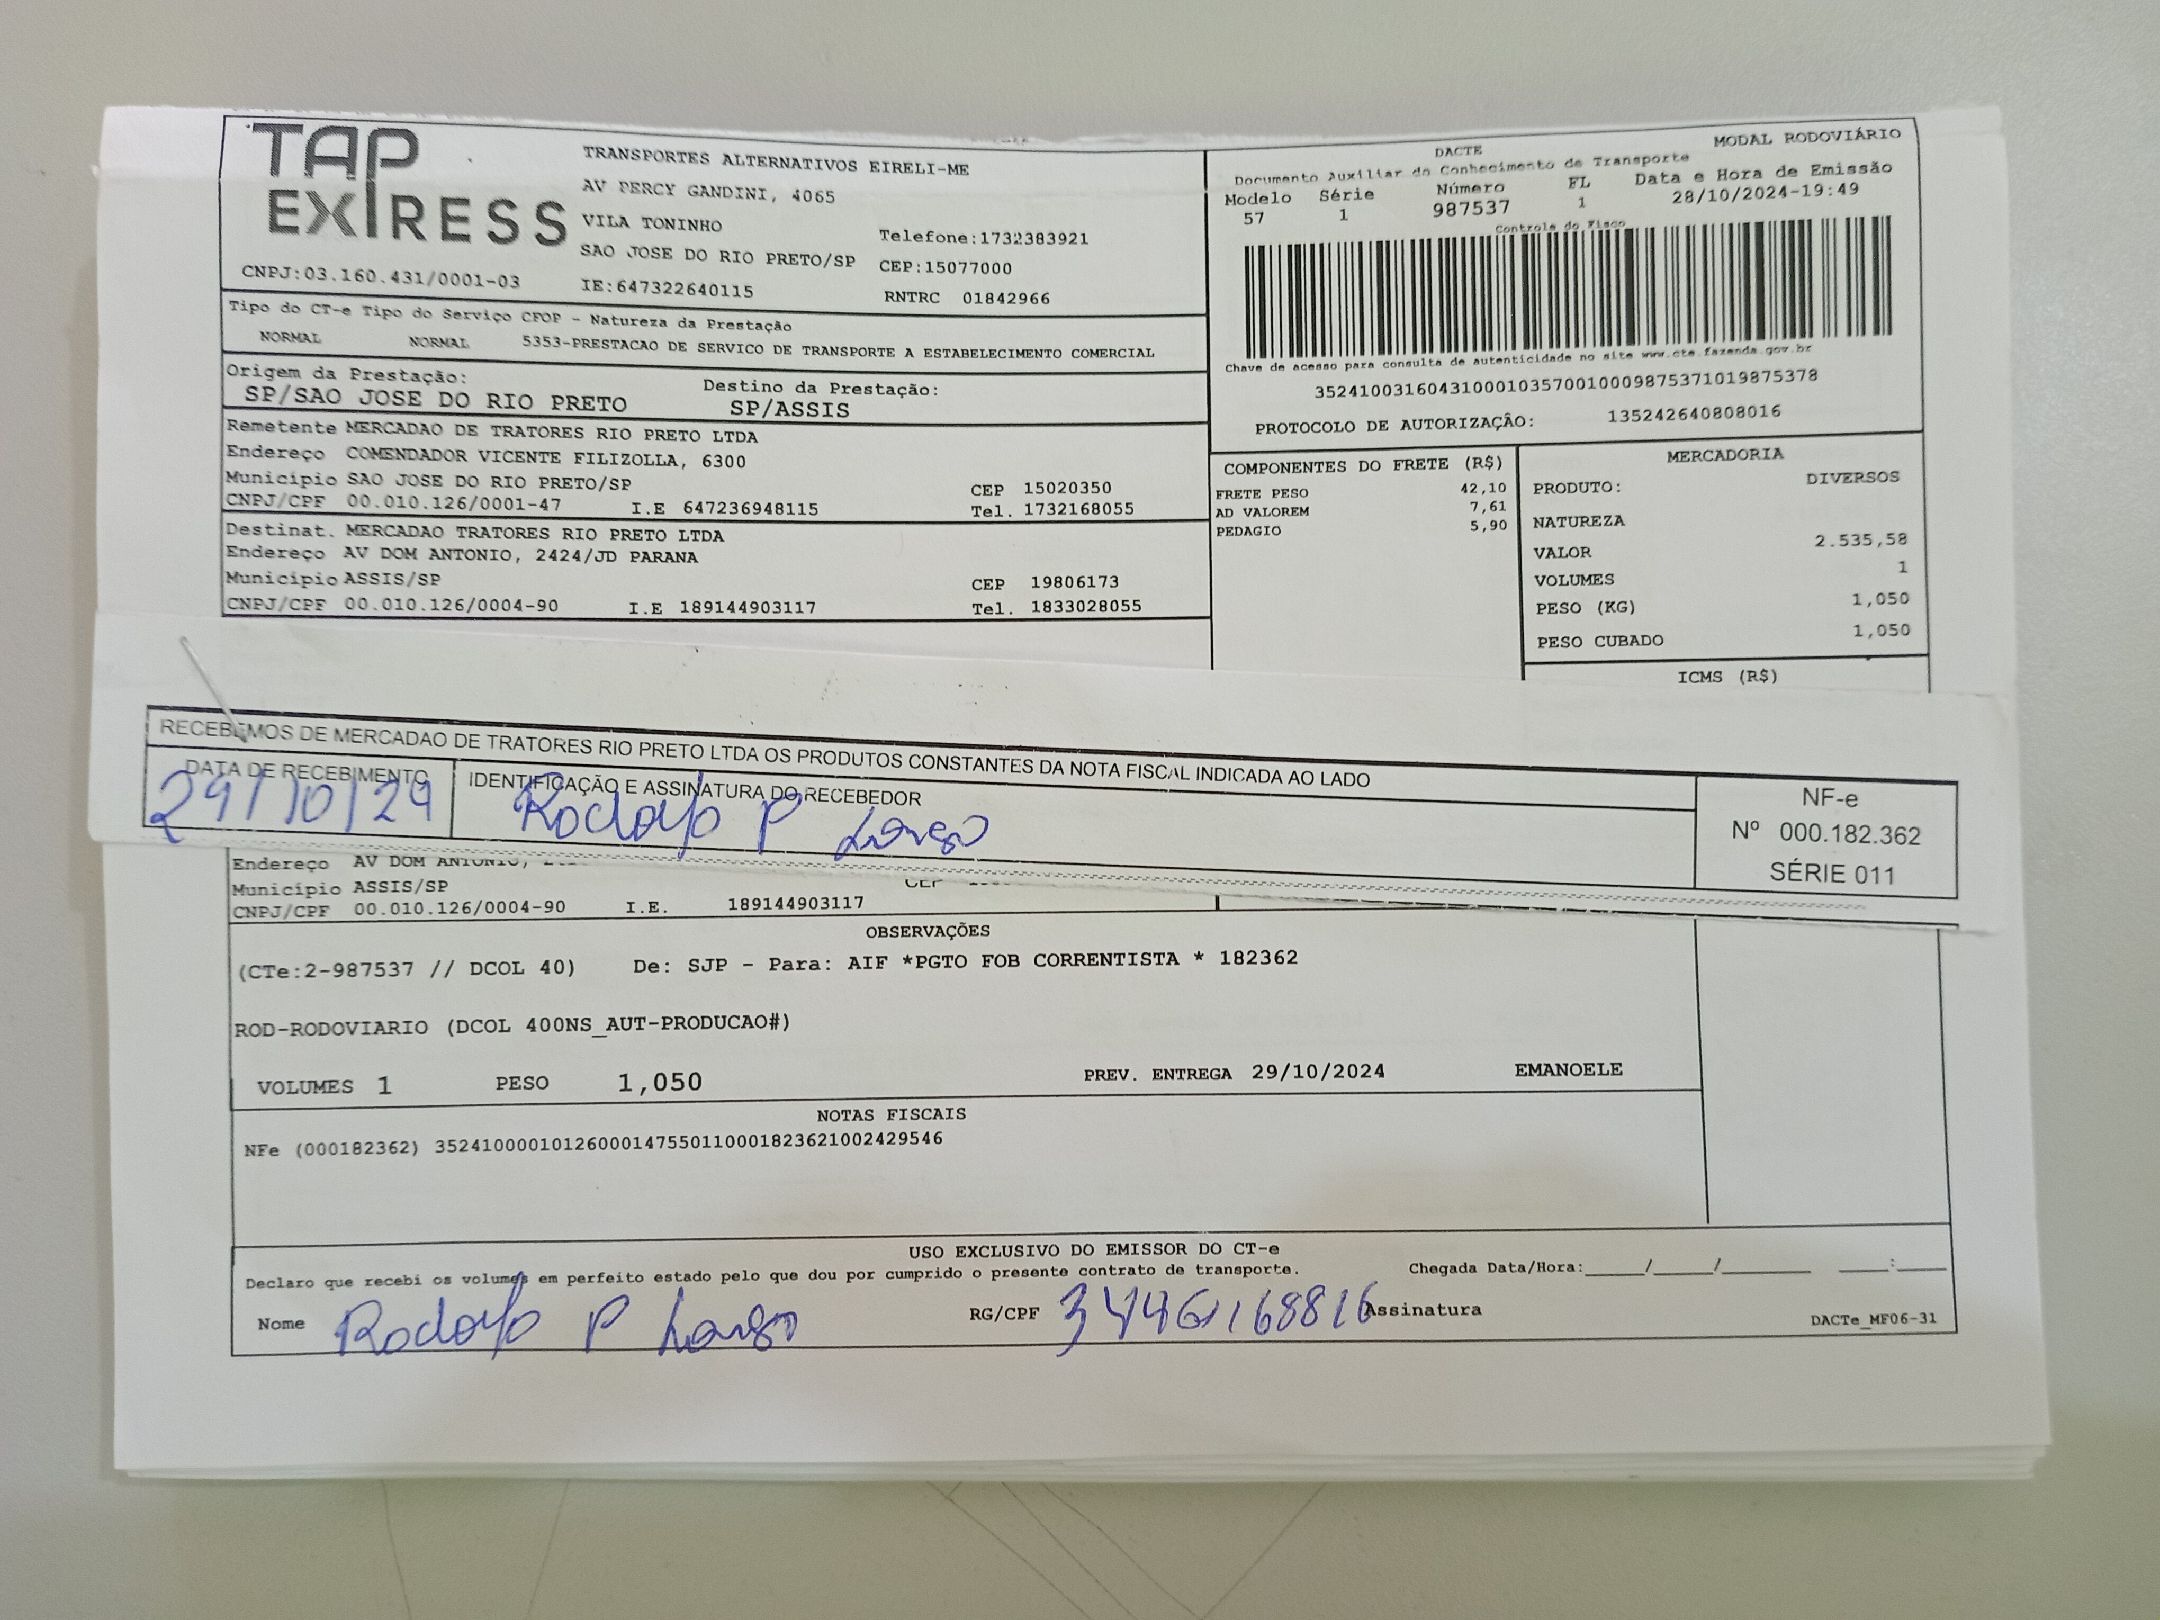 TAP
EXPRESS
TRANSPORTES ALTERNATIVOS EIRELI-ME
AV PERCY GANDINI, 4065
VILA TONINHO
Telefone:1732383921
SAO JOSE DO RIO PRETO/SP CEP:15077000
CNPJ:03.160.431/0001-03 IE:647322640115 RNTRC 01842966
DACTE MODAL RODOVIÁRIO
Documento Auxiliar do Conhecimento de Transporte
Modelo Série Número FL Data e Hora de Emissão
57 1 987537 1 28/10/2024-19:49
Controle do Fisco
Chave de acesso para consulta de autenticidade no site www.cte.fazenda.gov.br
35241003160431000103570010009875371019875378
PROTOCOLO DE AUTORIZAÇÃO: 135242640808016
Tipo do CT-e Tipo do Serviço CFOP - Natureza da Prestação
NORMAL NORMAL 5353-PRESTACAO DE SERVICO DE TRANSPORTE A ESTABELECIMENTO COMERCIAL
Origem da Prestação: Destino da Prestação:
SP/SAO JOSE DO RIO PRETO SP/ASSIS
Remetente MERCADAO DE TRATORES RIO PRETO LTDA
Endereço COMENDADOR VICENTE FILIZOLLA, 6300
Município SAO JOSE DO RIO PRETO/SP CEP 15020350
CNPJ/CPF 00.010.126/0001-47 I.E 647236948115 Tel. 1732168055
Destinat. MERCADAO TRATORES RIO PRETO LTDA
Endereço AV DOM ANTONIO, 2424/JD PARANA
Município ASSIS/SP CEP 19806173
CNPJ/CPF 00.010.126/0004-90 I.E 189144903117 Tel. 1833028055
COMPONENTES DO FRETE (R$)
FRETE PESO 42,10
AD VALOREM 7,61
PEDAGIO 5,90
MERCADORIA
PRODUTO: DIVERSOS
NATUREZA
VALOR 2.535,58
VOLUMES 1
PESO (KG) 1,050
PESO CUBADO 1,050
ICMS (R$)
RECEBEMOS DE MERCADAO DE TRATORES RIO PRETO LTDA OS PRODUTOS CONSTANTES DA NOTA FISCAL INDICADA AO LADO
DATA DE RECEBIMENTO IDENTIFICAÇÃO E ASSINATURA DO RECEBEDOR
29/10/24 Rodolfo P Longo
NF-e
Nº 000.182.362
SÉRIE 011
Endereço AV DOM ANTONIO,
Município ASSIS/SP CEP
CNPJ/CPF 00.010.126/0004-90 I.E. 189144903117
OBSERVAÇÕES
(CTe:2-987537 // DCOL 40) De: SJP - Para: AIF *PGTO FOB CORRENTISTA * 182362
ROD-RODOVIARIO (DCOL 400NS_AUT-PRODUCAO#)
VOLUMES 1 PESO 1,050 PREV. ENTREGA 29/10/2024 EMANOELE
NOTAS FISCAIS
NFe (000182362) 35241000010126000147550110001823621002429546
USO EXCLUSIVO DO EMISSOR DO CT-e
Declaro que recebi os volumes em perfeito estado pelo que dou por cumprido o presente contrato de transporte. Chegada Data/Hora:____/____/______ ____:____
Nome Rodolfo P Longo RG/CPF 34461168816 Assinatura
DACTe_MF06-31